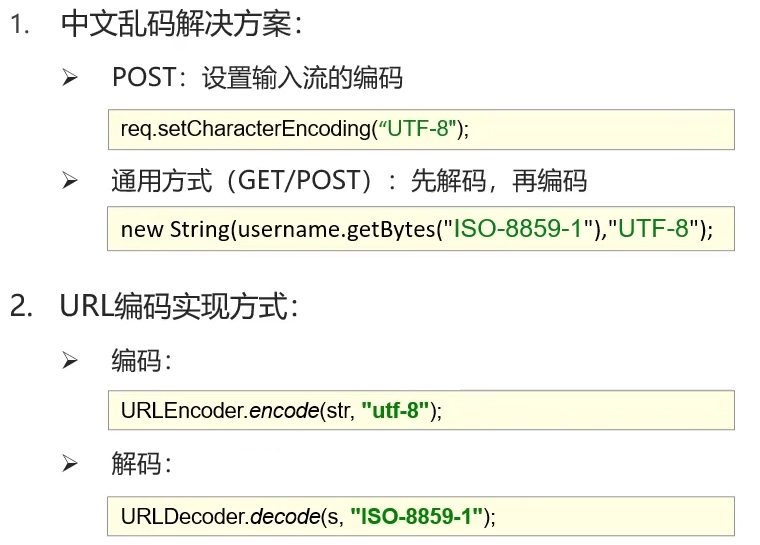 1. 中文乱码解决方案：
➢ POST：设置输入流的编码
req.setCharacterEncoding(“UTF-8");
➢ 通用方式（GET/POST）：先解码，再编码
new String(username.getBytes("ISO-8859-1"),"UTF-8");
2. URL编码实现方式：
➢ 编码：
URLEncoder.encode(str, "utf-8");
➢ 解码：
URLDecoder.decode(s, "ISO-8859-1");